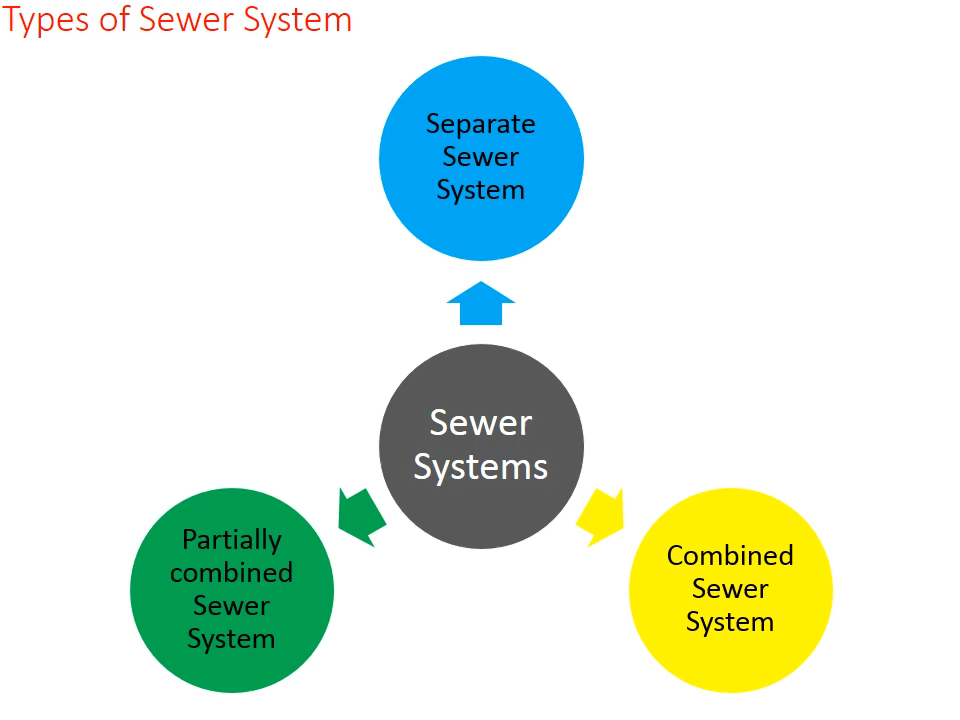 Types of Sewer System
Separate
Sewer
System
Sewer
Systems
Partially
combined
Sewer
System
Combined
Sewer
System